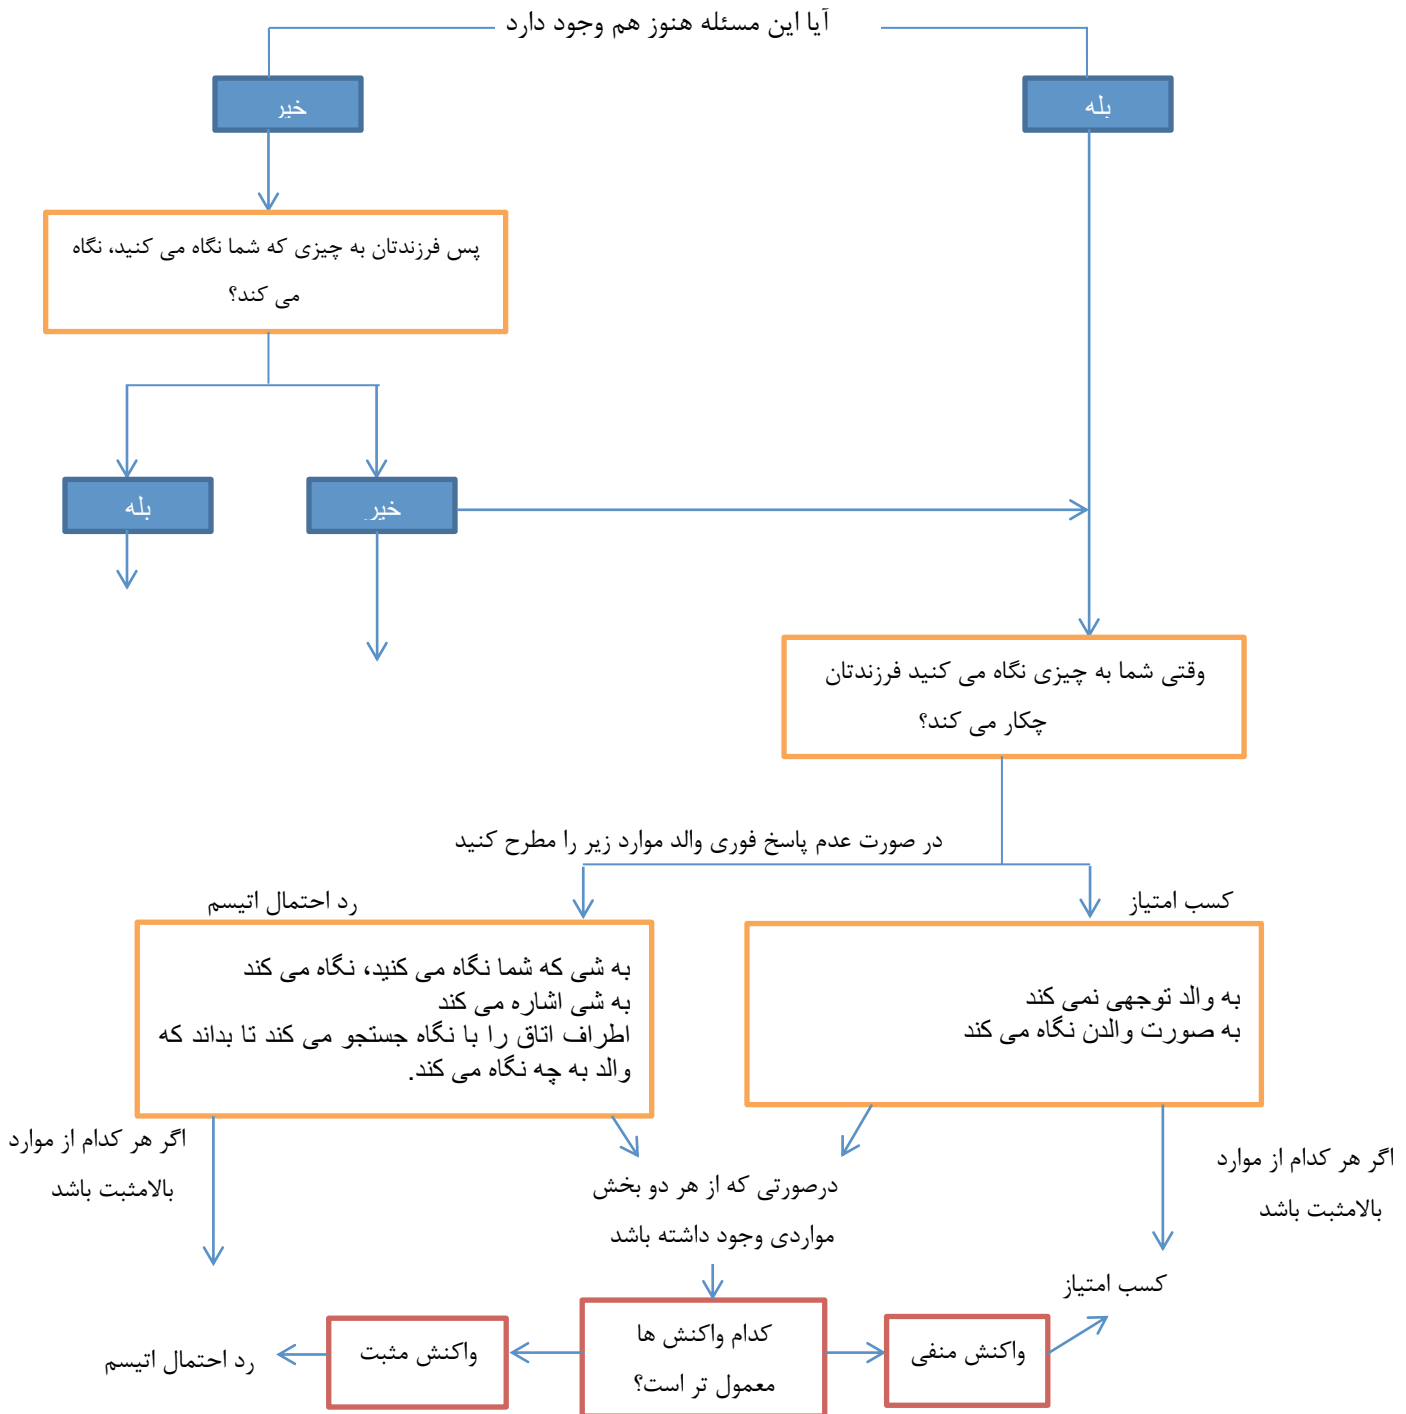 آیا این مسئله هنوز هم وجود دارد
بله
خیر
پس فرزندتان به چیزی که شما نگاه می کنید، نگاه
می کند؟
بله
خیر
وقتی شما به چیزی نگاه می کنید فرزندتان
چکار می کند؟
در صورت عدم پاسخ فوری والد موارد زیر را مطرح کنید
کسب امتیاز
رد احتمال اتیسم
به والد توجهی نمی کند
به صورت والدن نگاه می کند
به شی که شما نگاه می کنید، نگاه می کند
به شی اشاره می کند
اطراف اتاق را با نگاه جستجو می کند تا بداند که
والد به چه نگاه می کند.
اگر هر کدام از موارد
بالامثبت باشد
درصورتی که از هر دو بخش
مواردی وجود داشته باشد
اگر هر کدام از موارد
بالامثبت باشد
کسب امتیاز
واکنش منفی
کدام واکنش ها
معمول تر است؟
واکنش مثبت
رد احتمال اتیسم